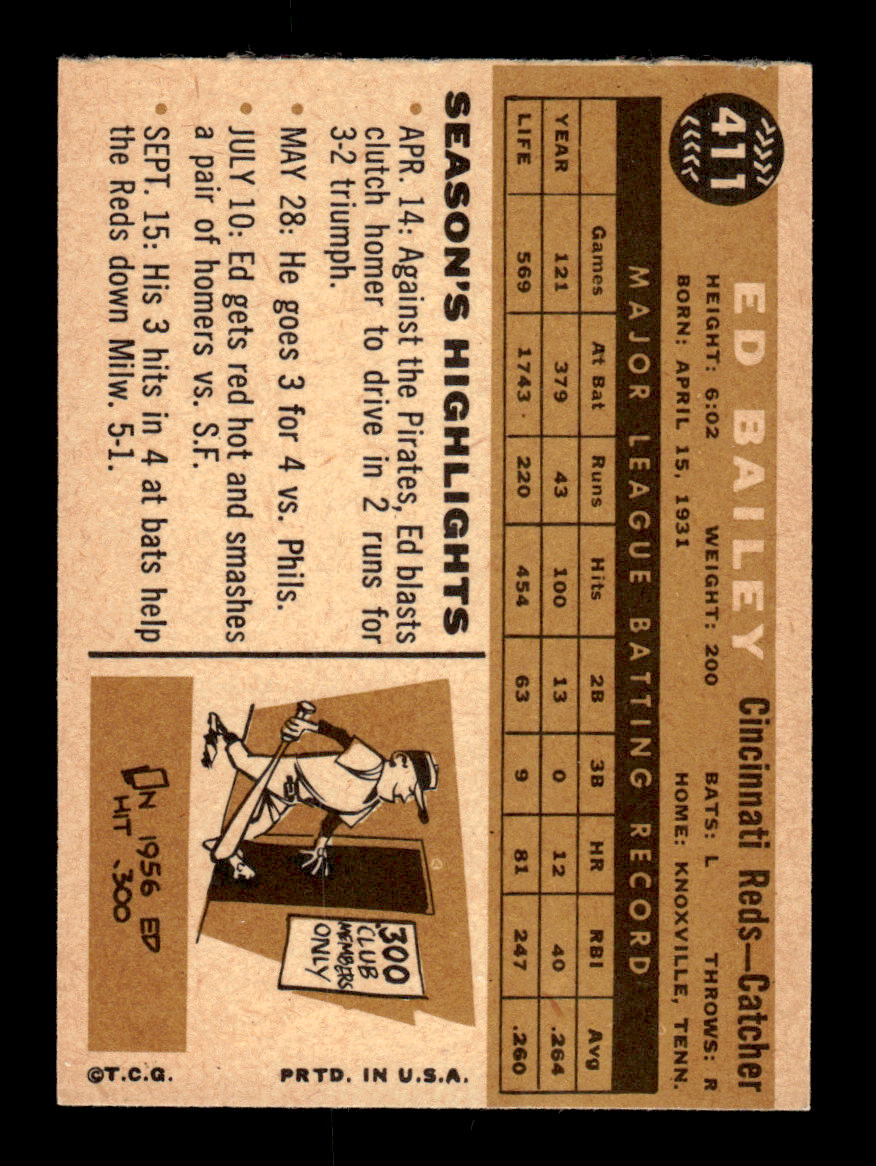 411
ED BAILEY Cincinnati Reds—Catcher
HEIGHT: 6:02 WEIGHT: 200 BATS: L THROWS: R
BORN: APRIL 15, 1931 HOME: KNOXVILLE, TENN.
MAJOR LEAGUE BATTING RECORD
Games At Bat Runs Hits 2B 3B HR RBI Avg
YEAR 121 379 43 100 13 0 12 40 .264
LIFE 569 1743 220 454 63 9 81 247 .260
SEASON'S HIGHLIGHTS
• APR. 14: Against the Pirates, Ed blasts
clutch homer to drive in 2 runs for
3-2 triumph.
• MAY 28: He goes 3 for 4 vs. Phils.
• JULY 10: Ed gets red hot and smashes
a pair of homers vs. S.F.
• SEPT. 15: His 3 hits in 4 at bats help
the Reds down Milw. 5-1.
.300
CLUB
MEMBERS
ONLY
IN 1956 ED
HIT .300
©T.C.G. PRTD. IN U.S.A.